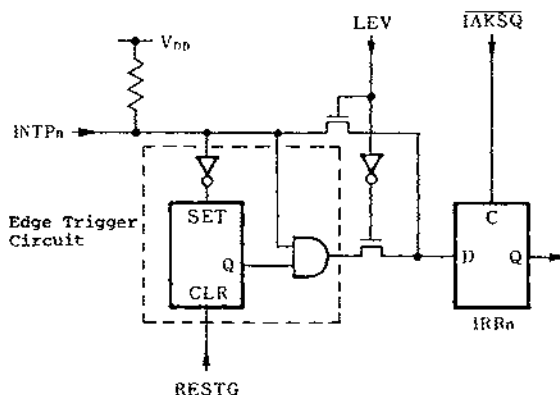 LEV
IAKSQ
VDD
INTPn
Edge Trigger
Circuit
SET
Q
CLR
C
D
Q
IRRn
RESTG